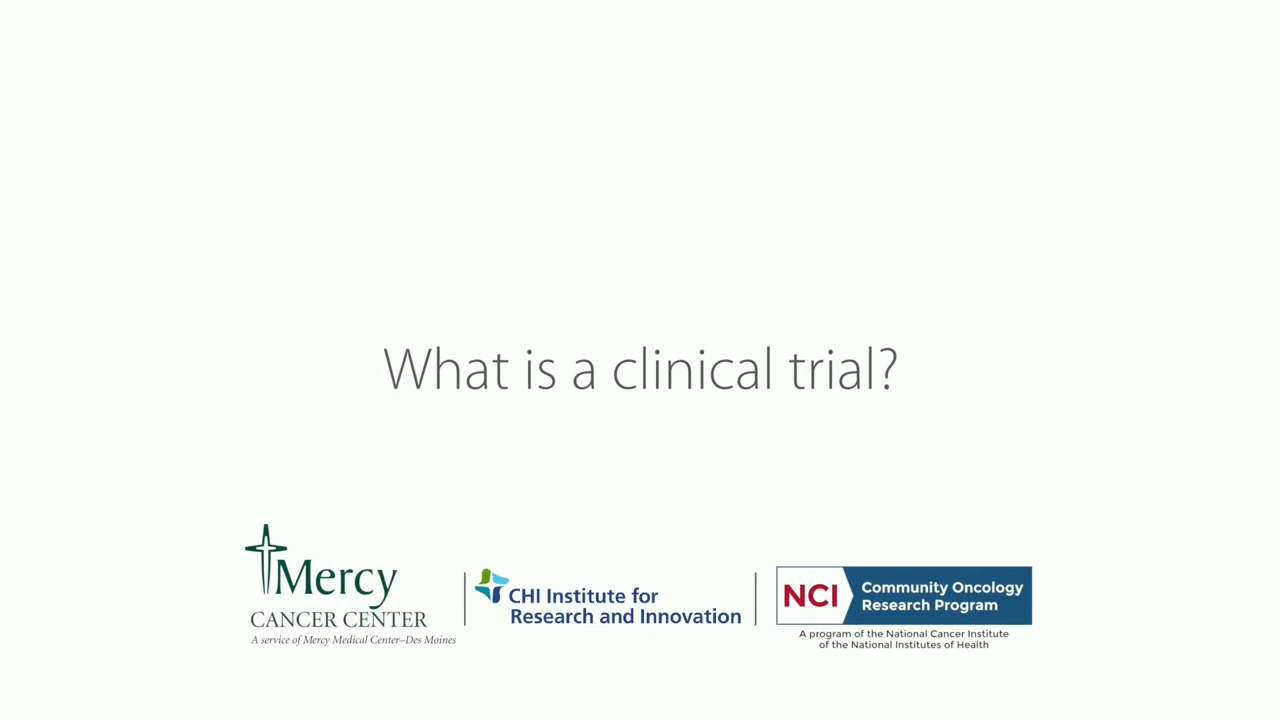 What is a clinical trial?
Mercy
CANCER CENTER
A service of Mercy Medical Center–Des Moines
CHI Institute for
Research and Innovation
NCI
Community Oncology
Research Program
A program of the National Cancer Institute
of the National Institutes of Health